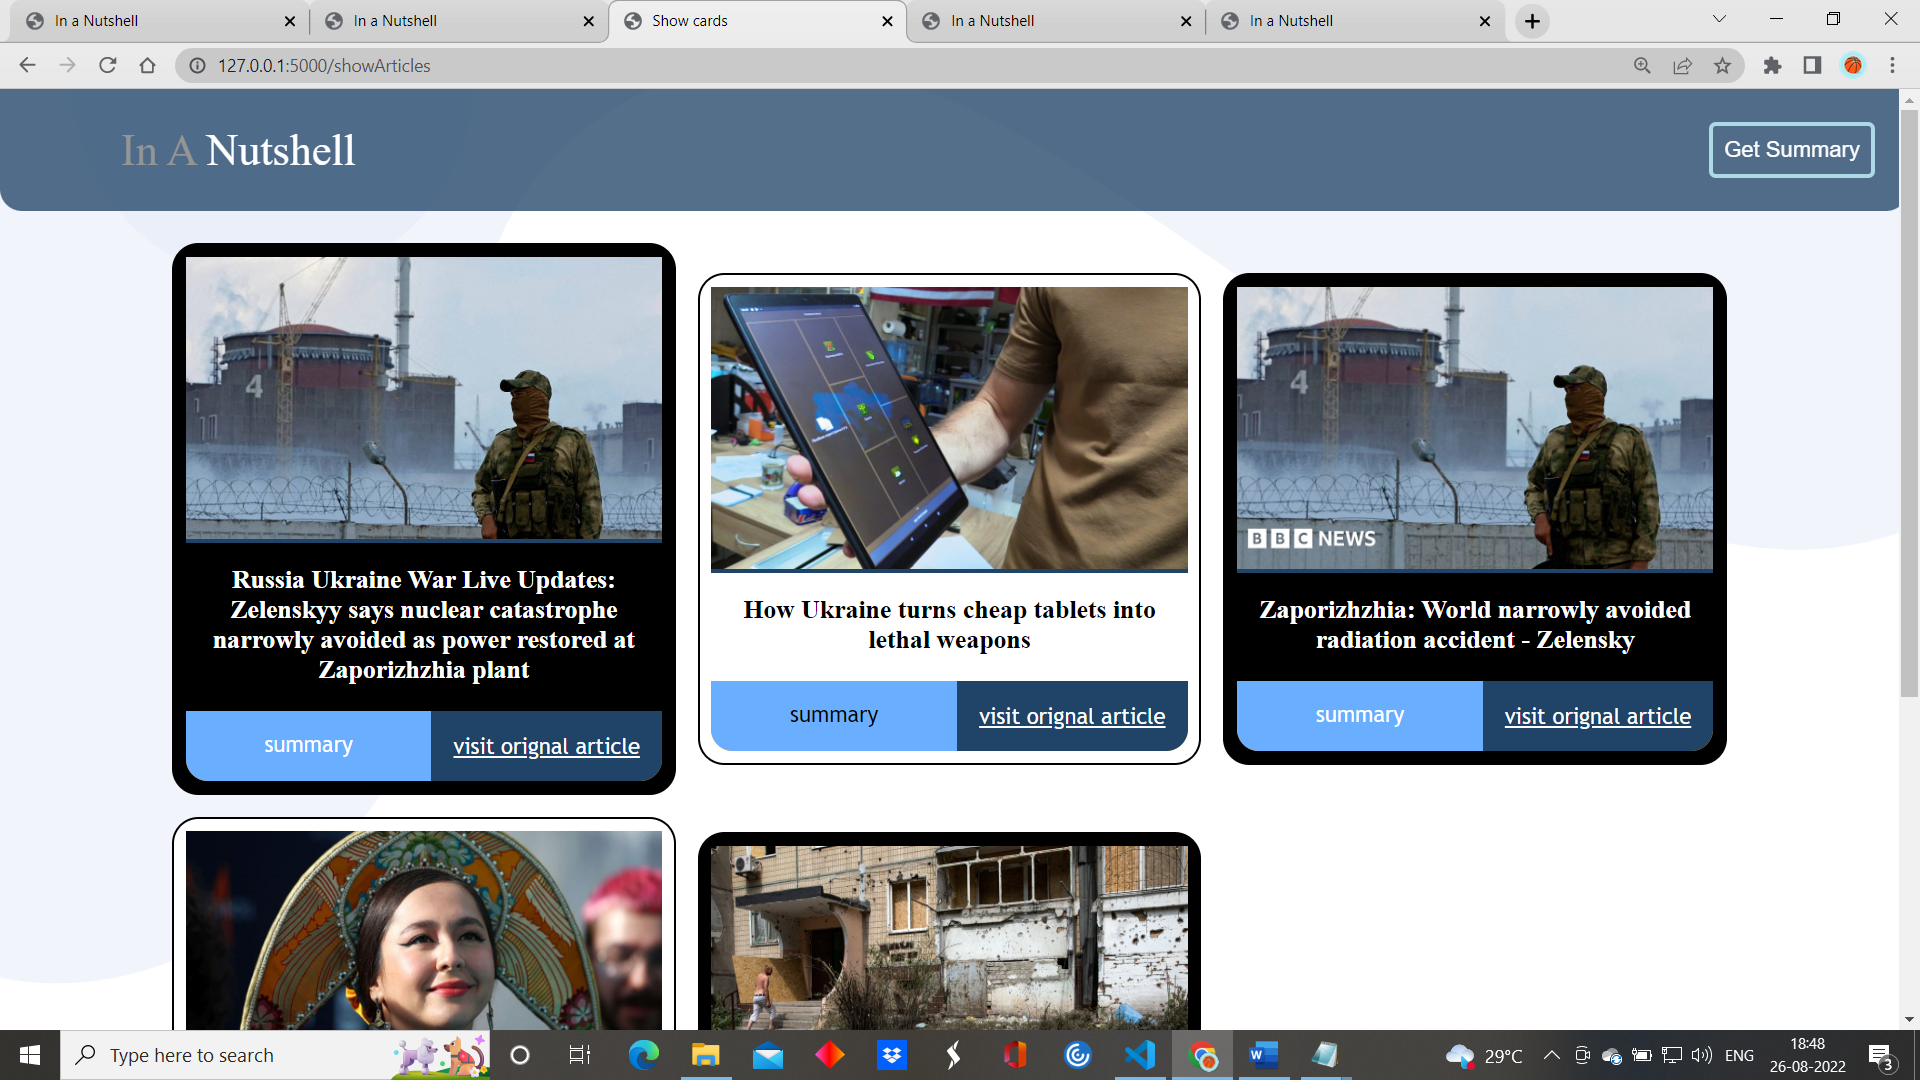 In a Nutshell
In a Nutshell
Show cards
In a Nutshell
In a Nutshell
127.0.0.1:5000/showArticles
In A Nutshell
Get Summary
4
Russia Ukraine War Live Updates:
Zelenskyy says nuclear catastrophe
narrowly avoided as power restored at
Zaporizhzhia plant
summary
visit orignal article
How Ukraine turns cheap tablets into
lethal weapons
summary
visit orignal article
4
BBC NEWS
Zaporizhzhia: World narrowly avoided
radiation accident - Zelensky
summary
visit orignal article
Type here to search
29°C
ENG
18:48
26-08-2022
3